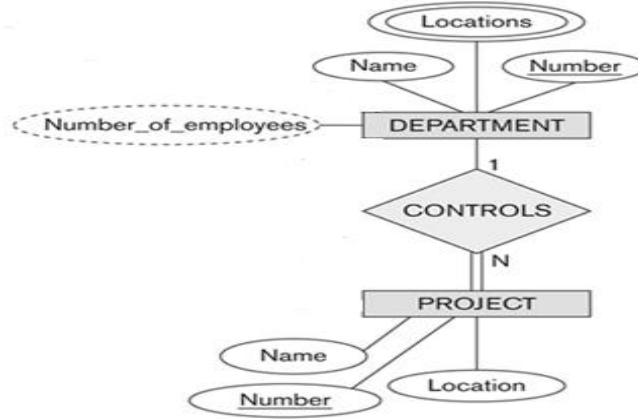 Locations
Name
Number
Number_of_employees
DEPARTMENT
1
CONTROLS
N
PROJECT
Name
Number
Location